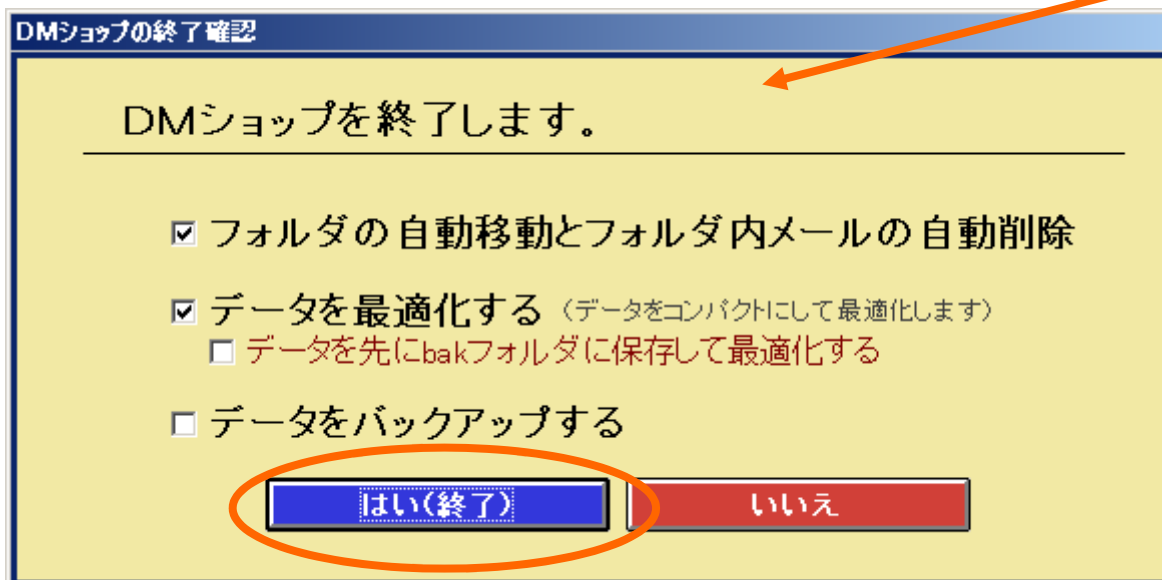 DMショップの終了確認
DMショップを終了します。
フォルダの自動移動とフォルダ内メールの自動削除
データを最適化する（データをコンパクトにして最適化します）
データを先にbakフォルダに保存して最適化する
データをバックアップする
はい(終了) いいえ